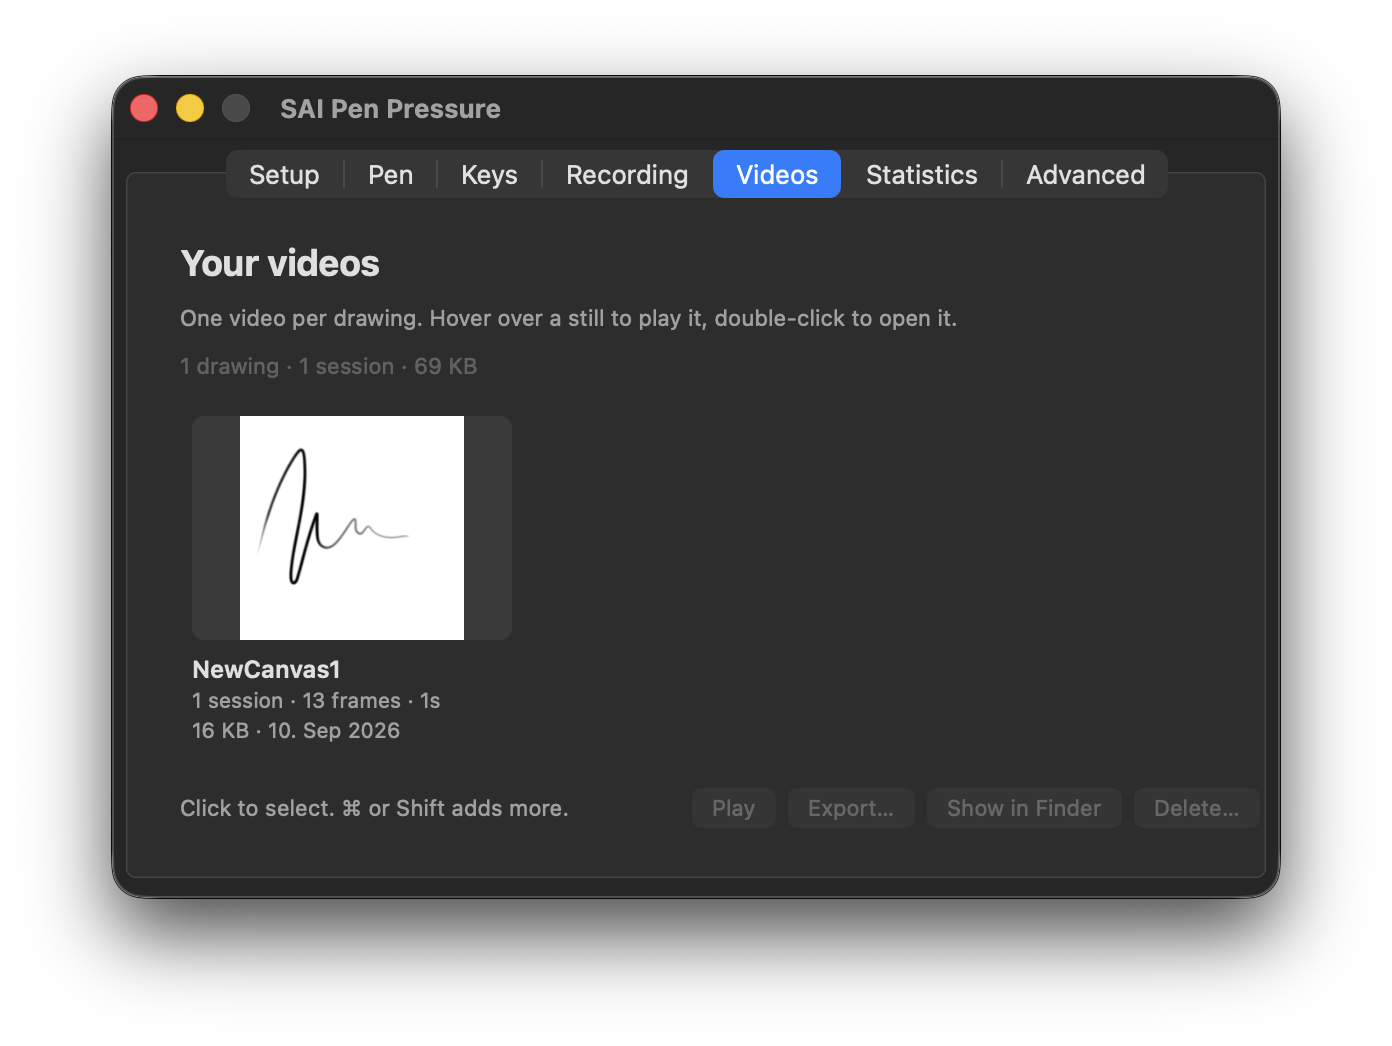 SAI Pen Pressure
Setup Pen Keys Recording Videos Statistics Advanced
Your videos
One video per drawing. Hover over a still to play it, double-click to open it.
1 drawing · 1 session · 69 KB
NewCanvas1
1 session · 13 frames · 1s
16 KB · 10. Sep 2026
Click to select. ⌘ or Shift adds more. Play Export... Show in Finder Delete...